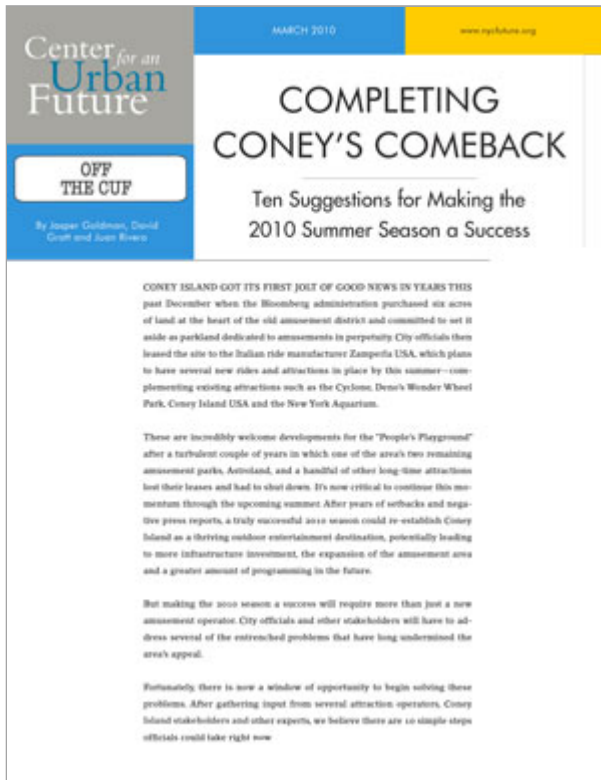 Center for an
Urban
Future
MARCH 2010
www.nycfuture.org
COMPLETING
CONEY'S COMEBACK
Ten Suggestions for Making the
2010 Summer Season a Success
OFF
THE CUF
By Jasper Goldman, David
Gratt and Juan Rivero
CONEY ISLAND GOT ITS FIRST JOLT OF GOOD NEWS IN YEARS THIS
past December when the Bloomberg administration purchased six acres
of land at the heart of the old amusement district and committed to set it
aside as parkland dedicated to amusements in perpetuity. City officials then
leased the site to the Italian ride manufacturer Zamperla USA, which plans
to have several new rides and attractions in place by this summer—com-
plementing existing attractions such as the Cyclone, Deno's Wonder Wheel
Park, Coney Island USA and the New York Aquarium.
These are incredibly welcome developments for the "People's Playground"
after a turbulent couple of years in which one of the area's two remaining
amusement parks, Astroland, and a handful of other long-time attractions
lost their leases and had to shut down. It's now critical to continue this mo-
mentum through the upcoming summer. After years of setbacks and nega-
tive press reports, a truly successful 2010 season could re-establish Coney
Island as a thriving outdoor entertainment destination, potentially leading
to more infrastructure investment, the expansion of the amusement area
and a greater amount of programming in the future.
But making the 2010 season a success will require more than just a new
amusement operator. City officials and other stakeholders will have to ad-
dress several of the entrenched problems that have long undermined the
area's appeal.
Fortunately, there is now a window of opportunity to begin solving these
problems. After gathering input from several attraction operators, Coney
Island stakeholders and other experts, we believe there are 10 simple steps
officials could take right now